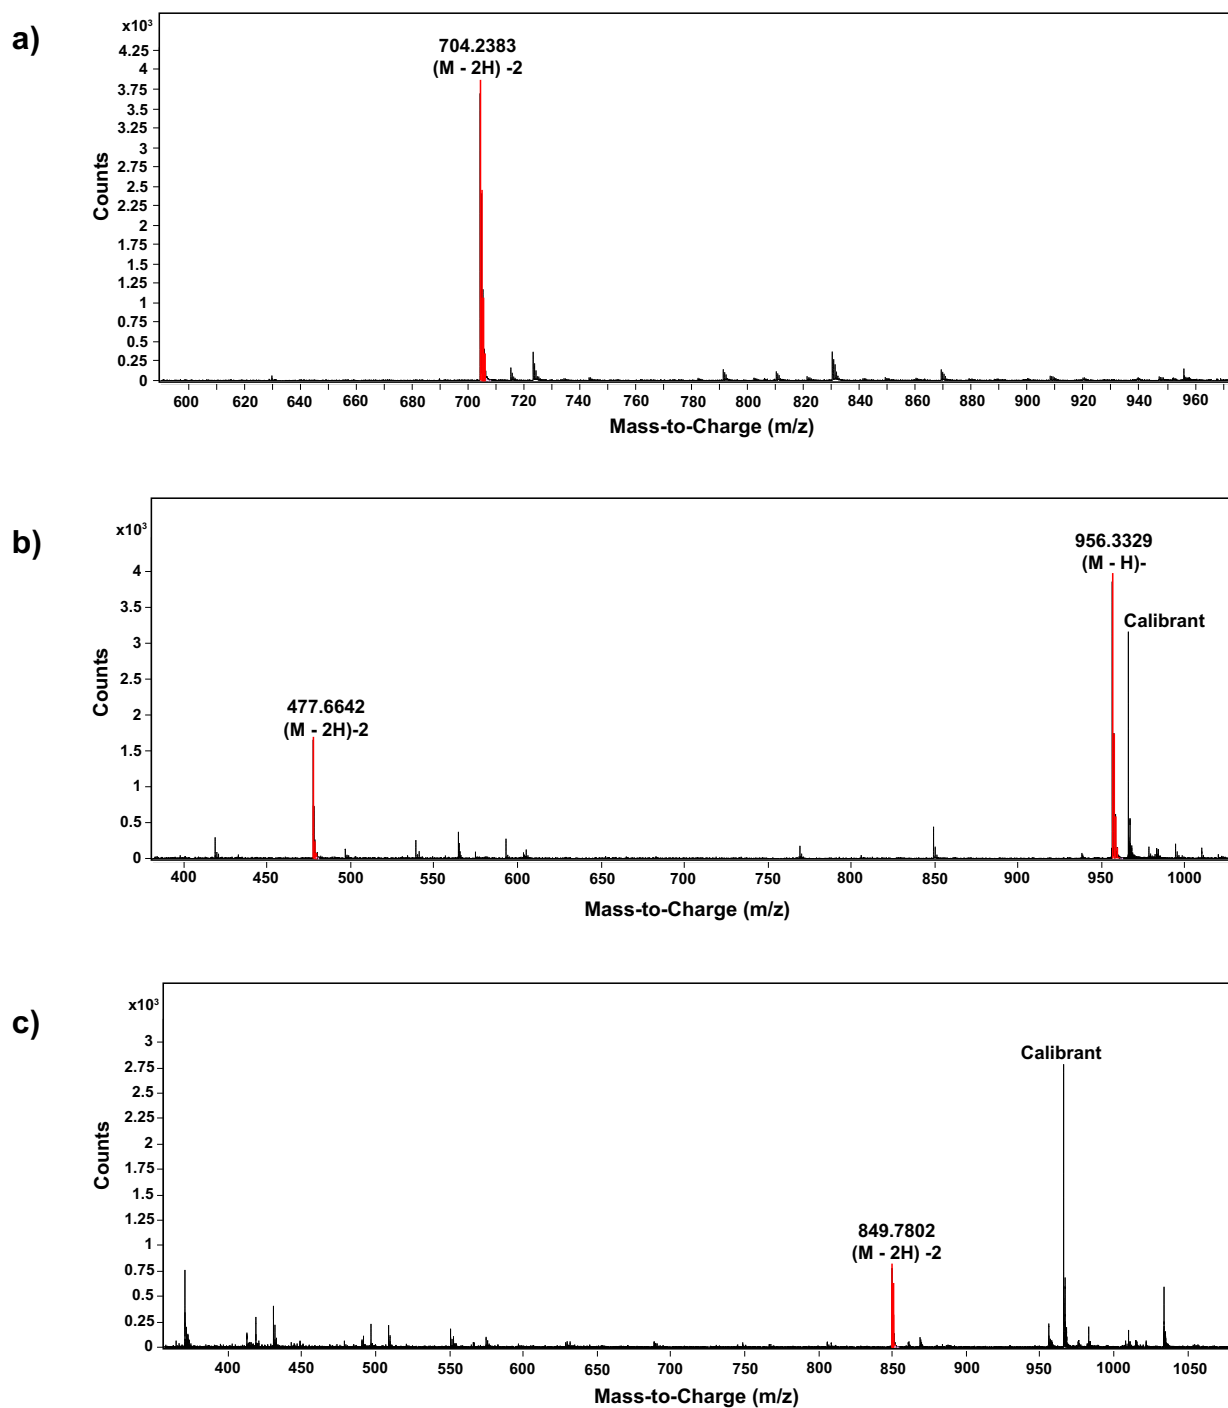 a)
x10³
4.25
4
3.75
3.5
3.25
3
2.75
2.5
2.25
2
1.75
1.5
1.25
1
0.75
0.5
0.25
0
Counts
704.2383
(M - 2H) -2
600 620 640 660 680 700 720 740 760 780 800 820 840 860 880 900 920 940 960
Mass-to-Charge (m/z)
b)
x10³
4
3.5
3
2.5
2
1.5
1
0.5
0
Counts
477.6642
(M - 2H)-2
956.3329
(M - H)-
Calibrant
400 450 500 550 600 650 700 750 800 850 900 950 1000
Mass-to-Charge (m/z)
c)
x10³
3
2.75
2.5
2.25
2
1.75
1.5
1.25
1
0.75
0.5
0.25
0
Counts
849.7802
(M - 2H) -2
Calibrant
400 450 500 550 600 650 700 750 800 850 900 950 1000 1050
Mass-to-Charge (m/z)